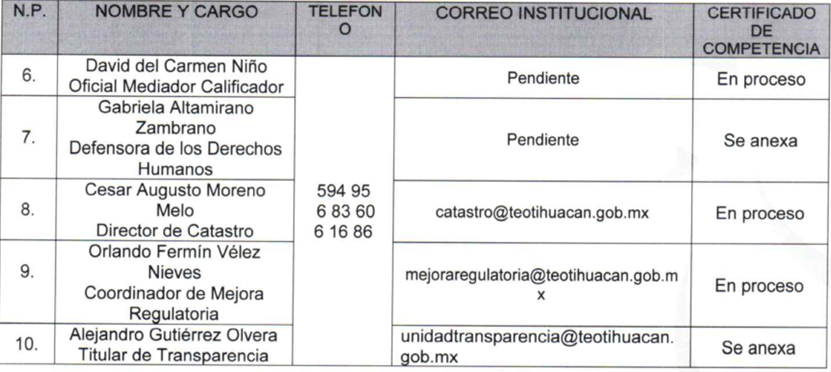 N.P. NOMBRE Y CARGO TELEFON CORREO INSTITUCIONAL CERTIFICADO
O DE
COMPETENCIA
6. David del Carmen Niño
Oficial Mediador Calificador
Pendiente
En proceso
7. Gabriela Altamirano
Zambrano
Defensora de los Derechos
Humanos
Pendiente
Se anexa
8. Cesar Augusto Moreno
Melo
Director de Catastro
594 95
6 83 60
6 16 86
catastro@teotihuacan.gob.mx
En proceso
9. Orlando Fermín Vélez
Nieves
Coordinador de Mejora
Regulatoria
mejoraregulatoria@teotihuacan.gob.m
x
En proceso
10. Alejandro Gutiérrez Olvera
Titular de Transparencia
unidadtransparencia@teotihuacan.
gob.mx
Se anexa